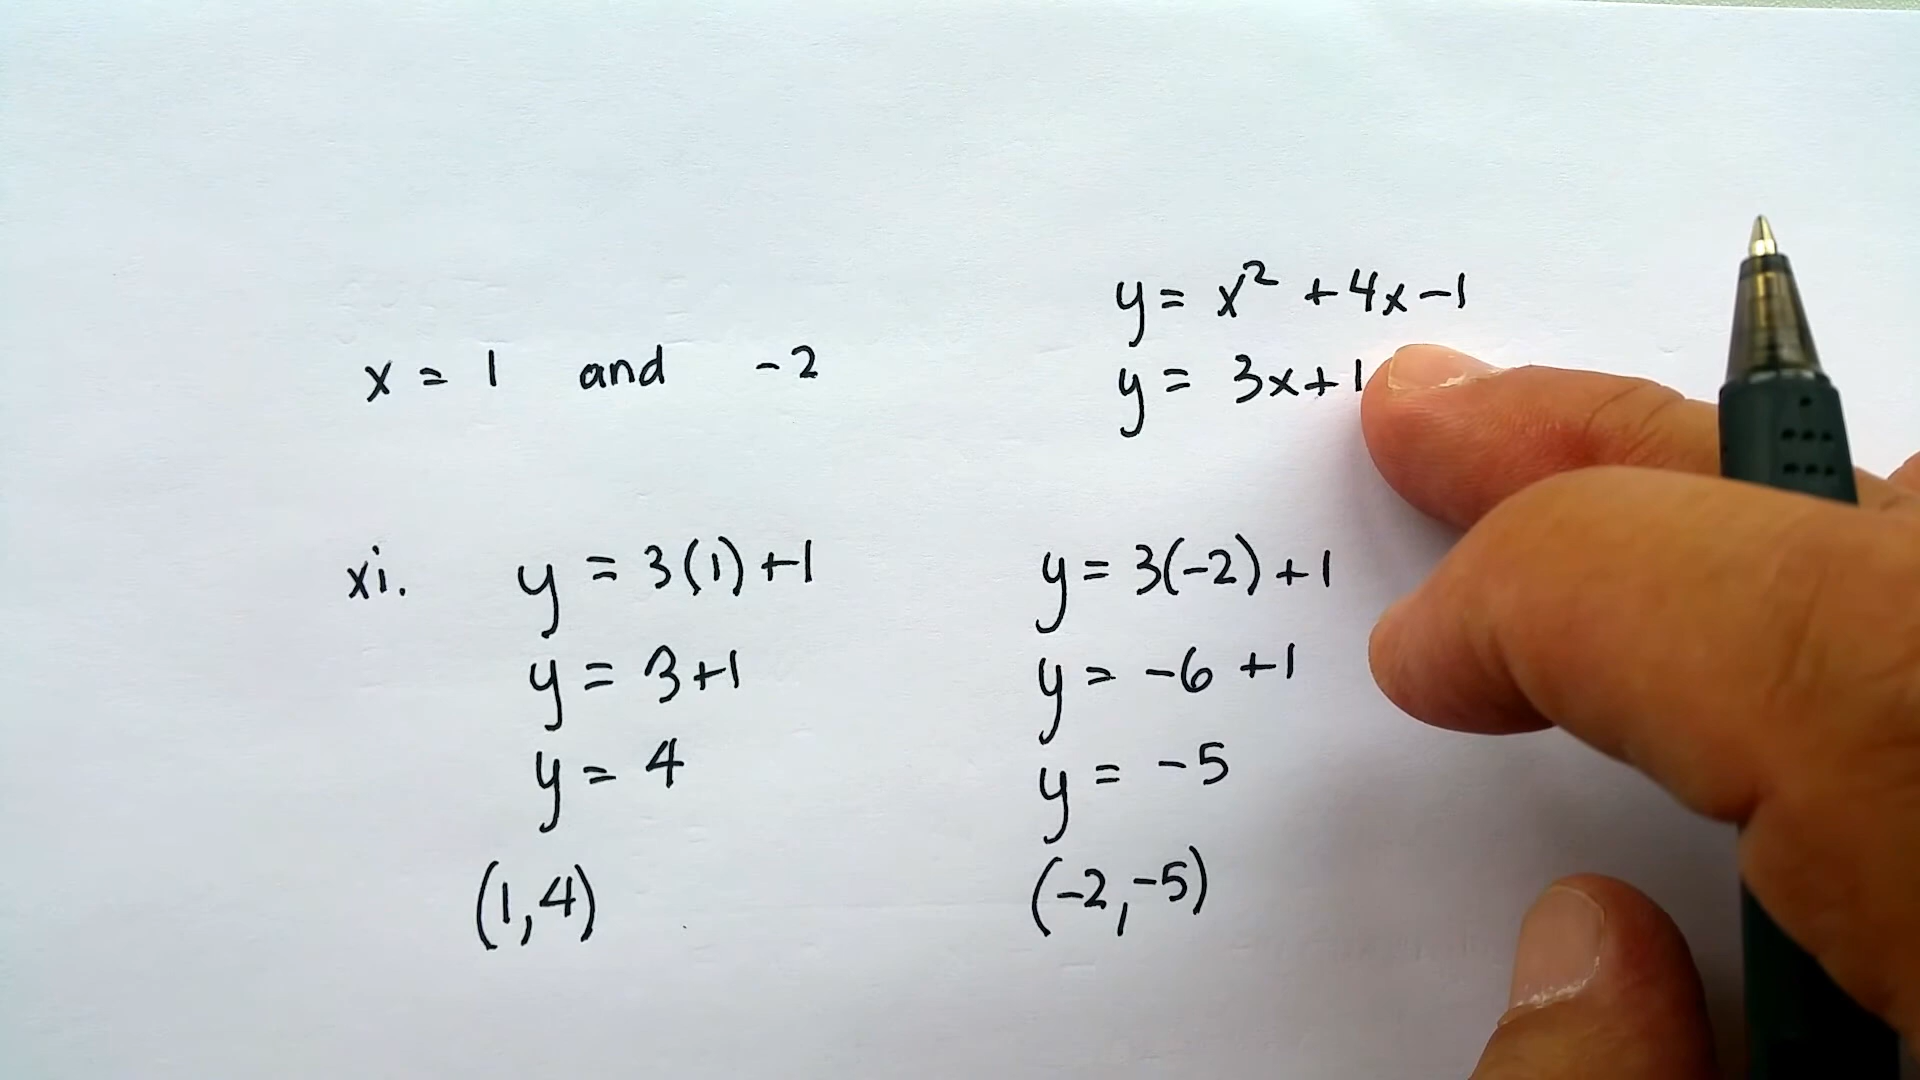 y = x² + 4x - 1
x = 1 and -2
y = 3x + 1
xi. y = 3(1) + 1
y = 3(-2) + 1
y = 3 + 1
y = -6 + 1
y = 4
y = -5
(1, 4)
(-2, -5)